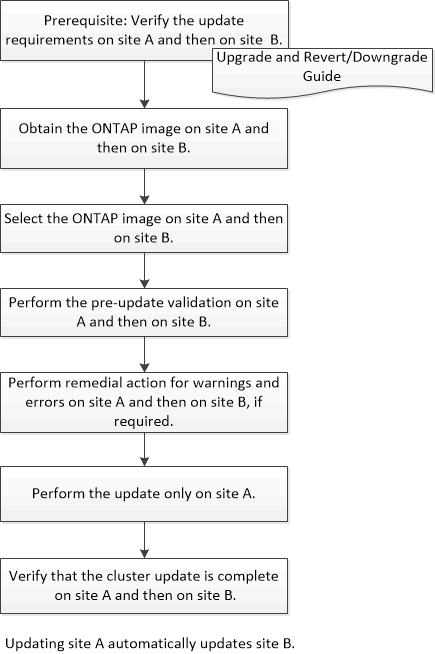 Prerequisite: Verify the update
requirements on site A and then on site  B.
Upgrade and Revert/Downgrade
Guide
Obtain the ONTAP image on site A and
then on site B.
Select the ONTAP image on site A and then
on site B.
Perform the pre-update validation on site
A and then on site B.
Perform remedial action for warnings and
errors on site A and then on site B, if
required.
Perform the update only on site A.
Verify that the cluster update is complete
on site A and then on site B.
Updating site A automatically updates site B.